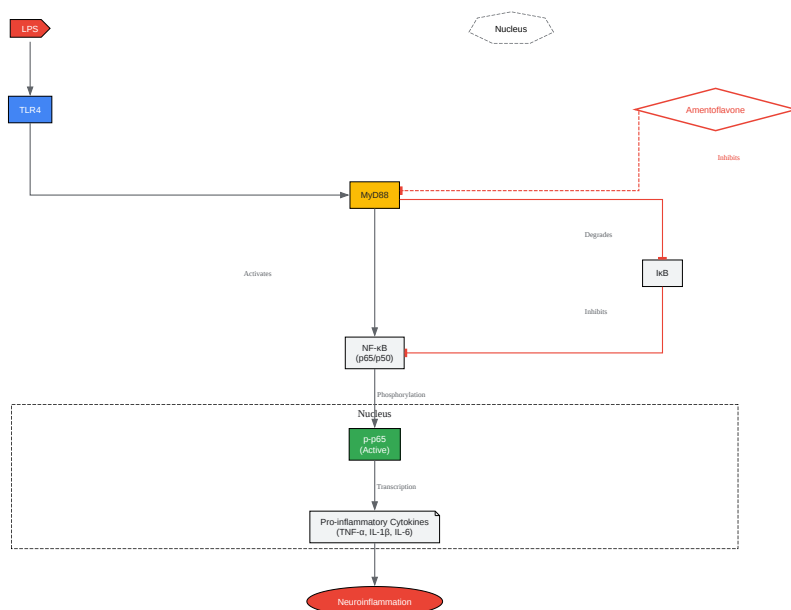 LPS
Nucleus
TLR4
Amentoflavone
Inhibits
MyD88
Degrades
Activates
IκB
Inhibits
NF-κB
(p65/p50)
Phosphorylation
Nucleus
p-p65
(Active)
Transcription
Pro-inflammatory Cytokines
(TNF-α, IL-1β, IL-6)
Neuroinflammation